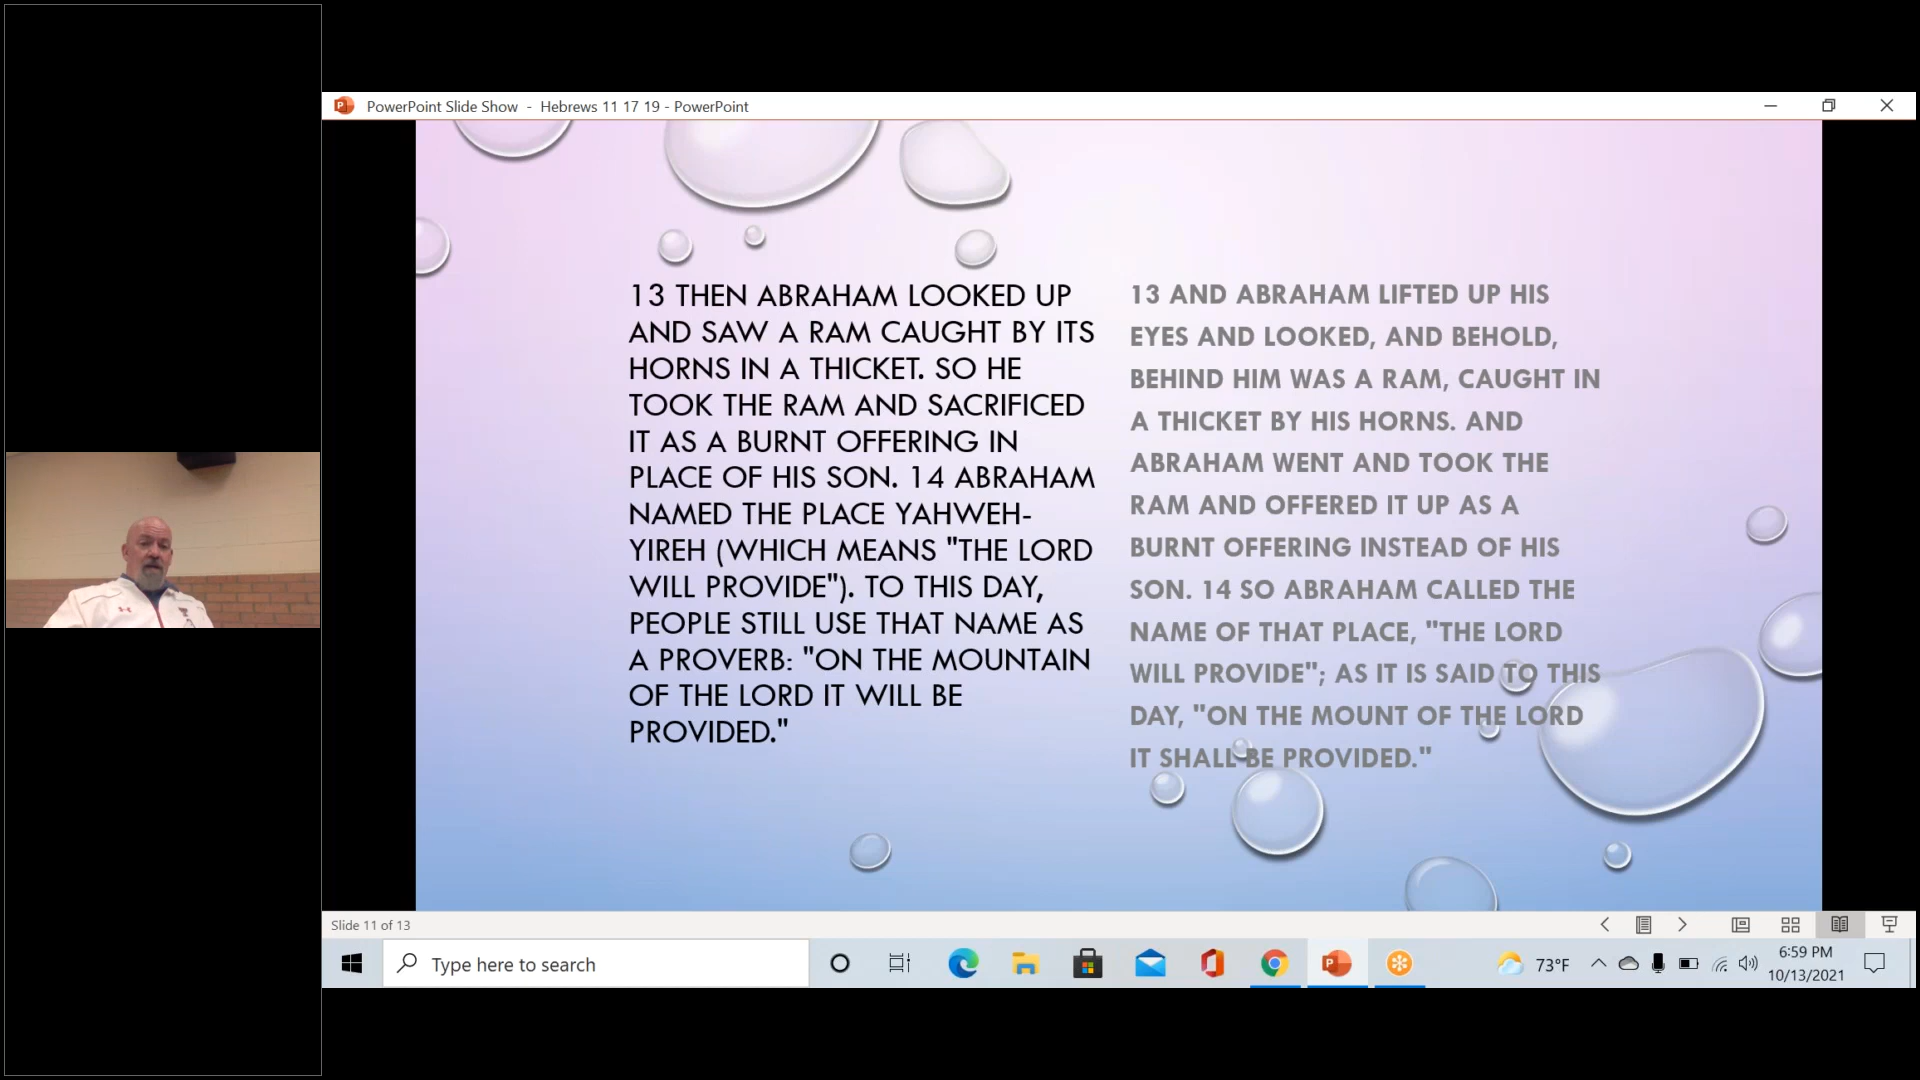 PowerPoint Slide Show - Hebrews 11 17 19 - PowerPoint
13 THEN ABRAHAM LOOKED UP
AND SAW A RAM CAUGHT BY ITS
HORNS IN A THICKET. SO HE
TOOK THE RAM AND SACRIFICED
IT AS A BURNT OFFERING IN
PLACE OF HIS SON. 14 ABRAHAM
NAMED THE PLACE YAHWEH-
YIREH (WHICH MEANS "THE LORD
WILL PROVIDE"). TO THIS DAY,
PEOPLE STILL USE THAT NAME AS
A PROVERB: "ON THE MOUNTAIN
OF THE LORD IT WILL BE
PROVIDED."
13 AND ABRAHAM LIFTED UP HIS
EYES AND LOOKED, AND BEHOLD,
BEHIND HIM WAS A RAM, CAUGHT IN
A THICKET BY HIS HORNS. AND
ABRAHAM WENT AND TOOK THE
RAM AND OFFERED IT UP AS A
BURNT OFFERING INSTEAD OF HIS
SON. 14 SO ABRAHAM CALLED THE
NAME OF THAT PLACE, "THE LORD
WILL PROVIDE"; AS IT IS SAID TO THIS
DAY, "ON THE MOUNT OF THE LORD
IT SHALL BE PROVIDED."
Slide 11 of 13
Type here to search
73°F
6:59 PM
10/13/2021